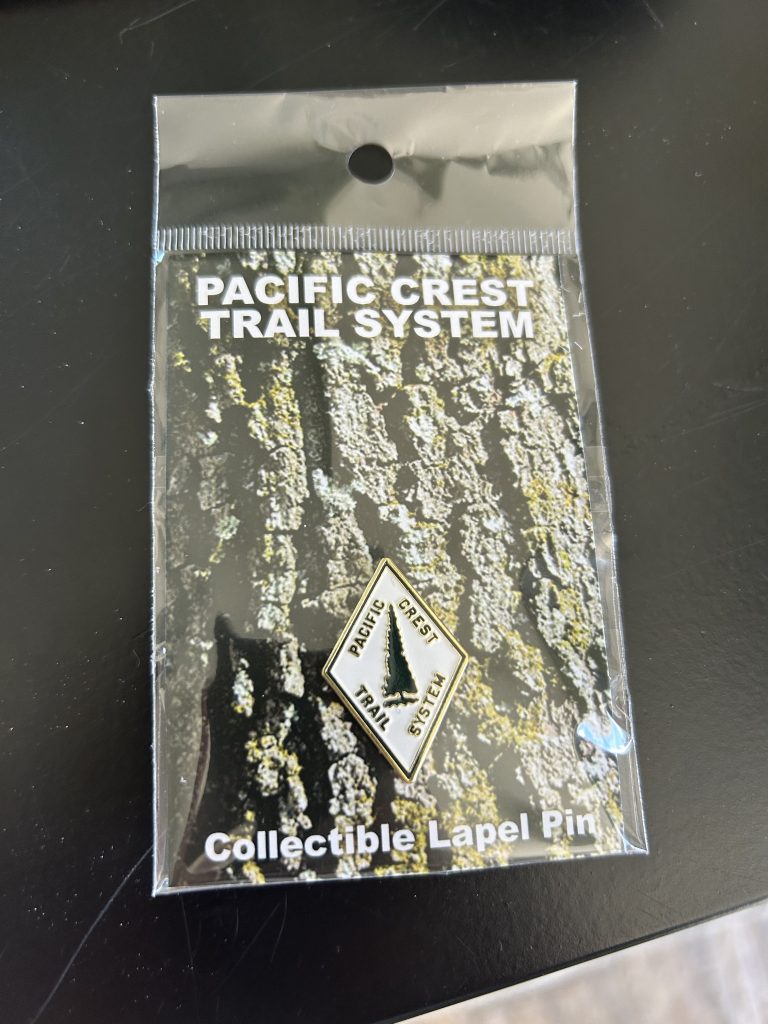 PACIFIC CREST
TRAIL SYSTEM
PACIFIC CREST
TRAIL SYSTEM
Collectible Lapel Pin